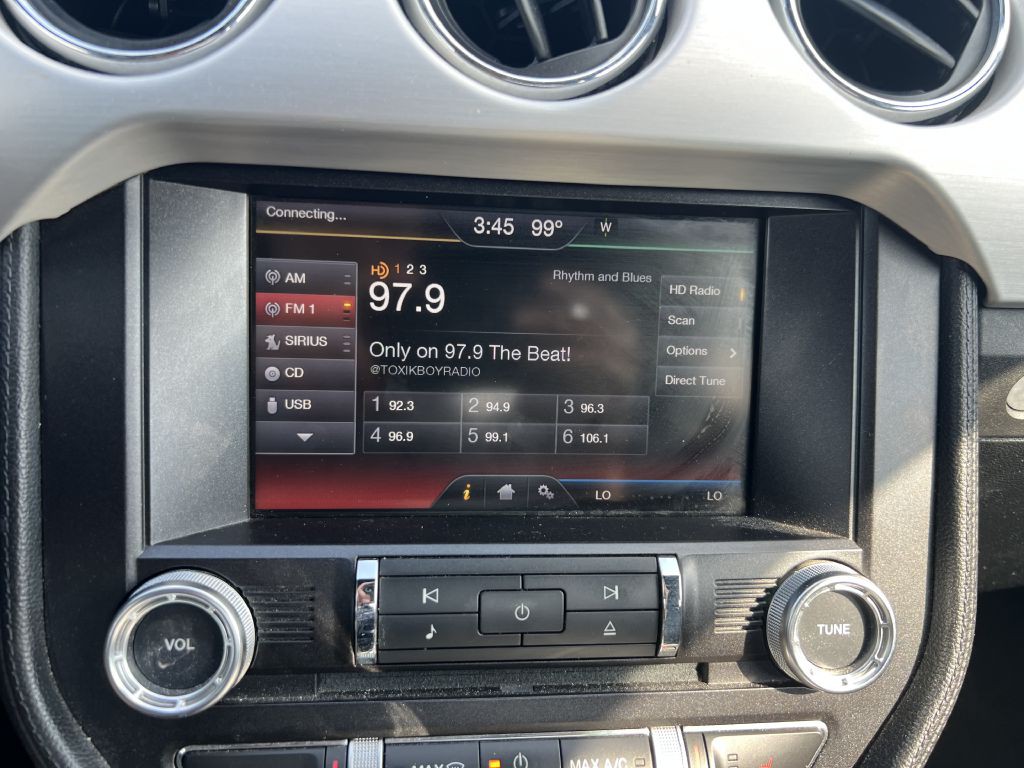 Connecting...
3:45 99° W
AM
FM 1
SIRIUS
CD
USB
HD 1 2 3
97.9
Rhythm and Blues
Only on 97.9 The Beat!
@TOXIKBOYRADIO
1 92.3 2 94.9 3 96.3
4 96.9 5 99.1 6 106.1
HD Radio
Scan
Options
Direct Tune
i LO LO
VOL
TUNE
MAX MAX A/C